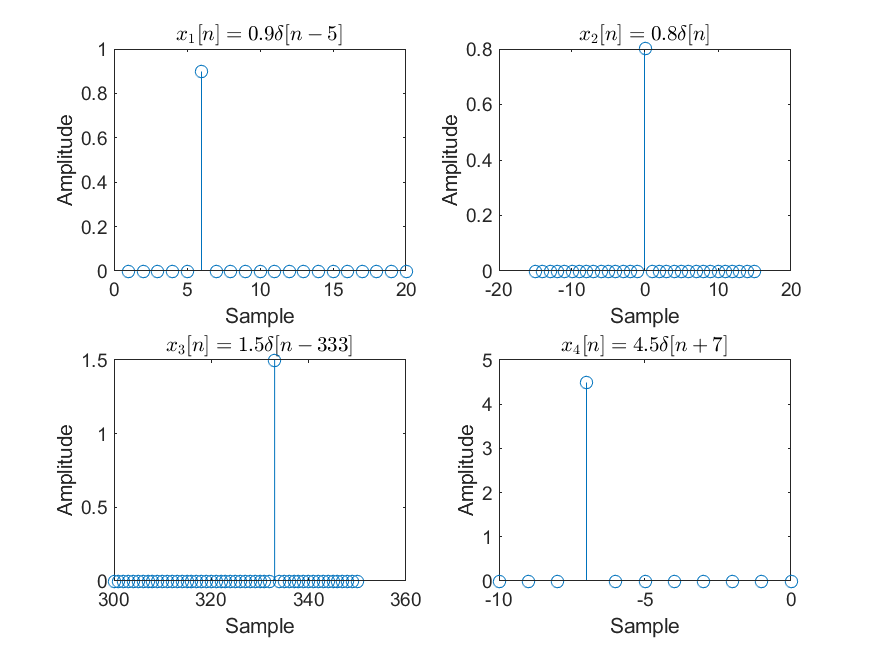 x₁[n] = 0.9δ[n − 5]
1
0.8
0.6
0.4
0.2
0
Amplitude
0 5 10 15 20
Sample
x₂[n] = 0.8δ[n]
0.8
0.6
0.4
0.2
0
Amplitude
-20 -10 0 10 20
Sample
x₃[n] = 1.5δ[n − 333]
1.5
1
0.5
0
Amplitude
300 320 340 360
Sample
x₄[n] = 4.5δ[n + 7]
5
4
3
2
1
0
Amplitude
-10 -5 0
Sample